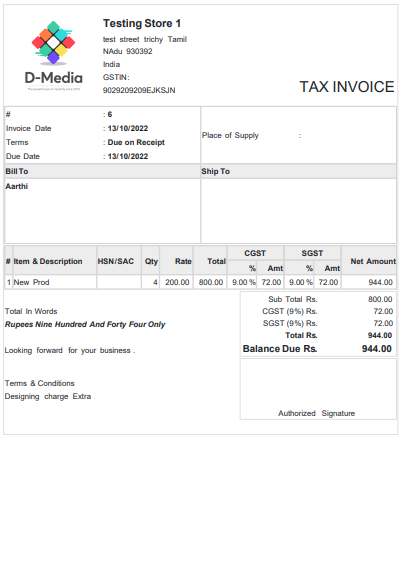 Testing Store 1
test street trichy Tamil
NAdu 930392
India
GSTIN:
9029209209EJKSJN
D-Media
TAX INVOICE
# : 6
Invoice Date : 13/10/2022
Terms : Due on Receipt
Due Date : 13/10/2022
Place of Supply :
Bill To Ship To
Aarthi
# Item & Description HSN/SAC Qty Rate Total CGST SGST Net Amount
% Amt % Amt
1 New Prod 4 200.00 800.00 9.00 % 72.00 9.00 % 72.00 944.00
Sub Total Rs. 800.00
Total In Words CGST (9%) Rs. 72.00
Rupees Nine Hundred And Forty Four Only SGST (9%) Rs. 72.00
Total Rs. 944.00
Looking forward for your business . Balance Due Rs. 944.00
Terms & Conditions
Designing charge Extra
Authorized Signature